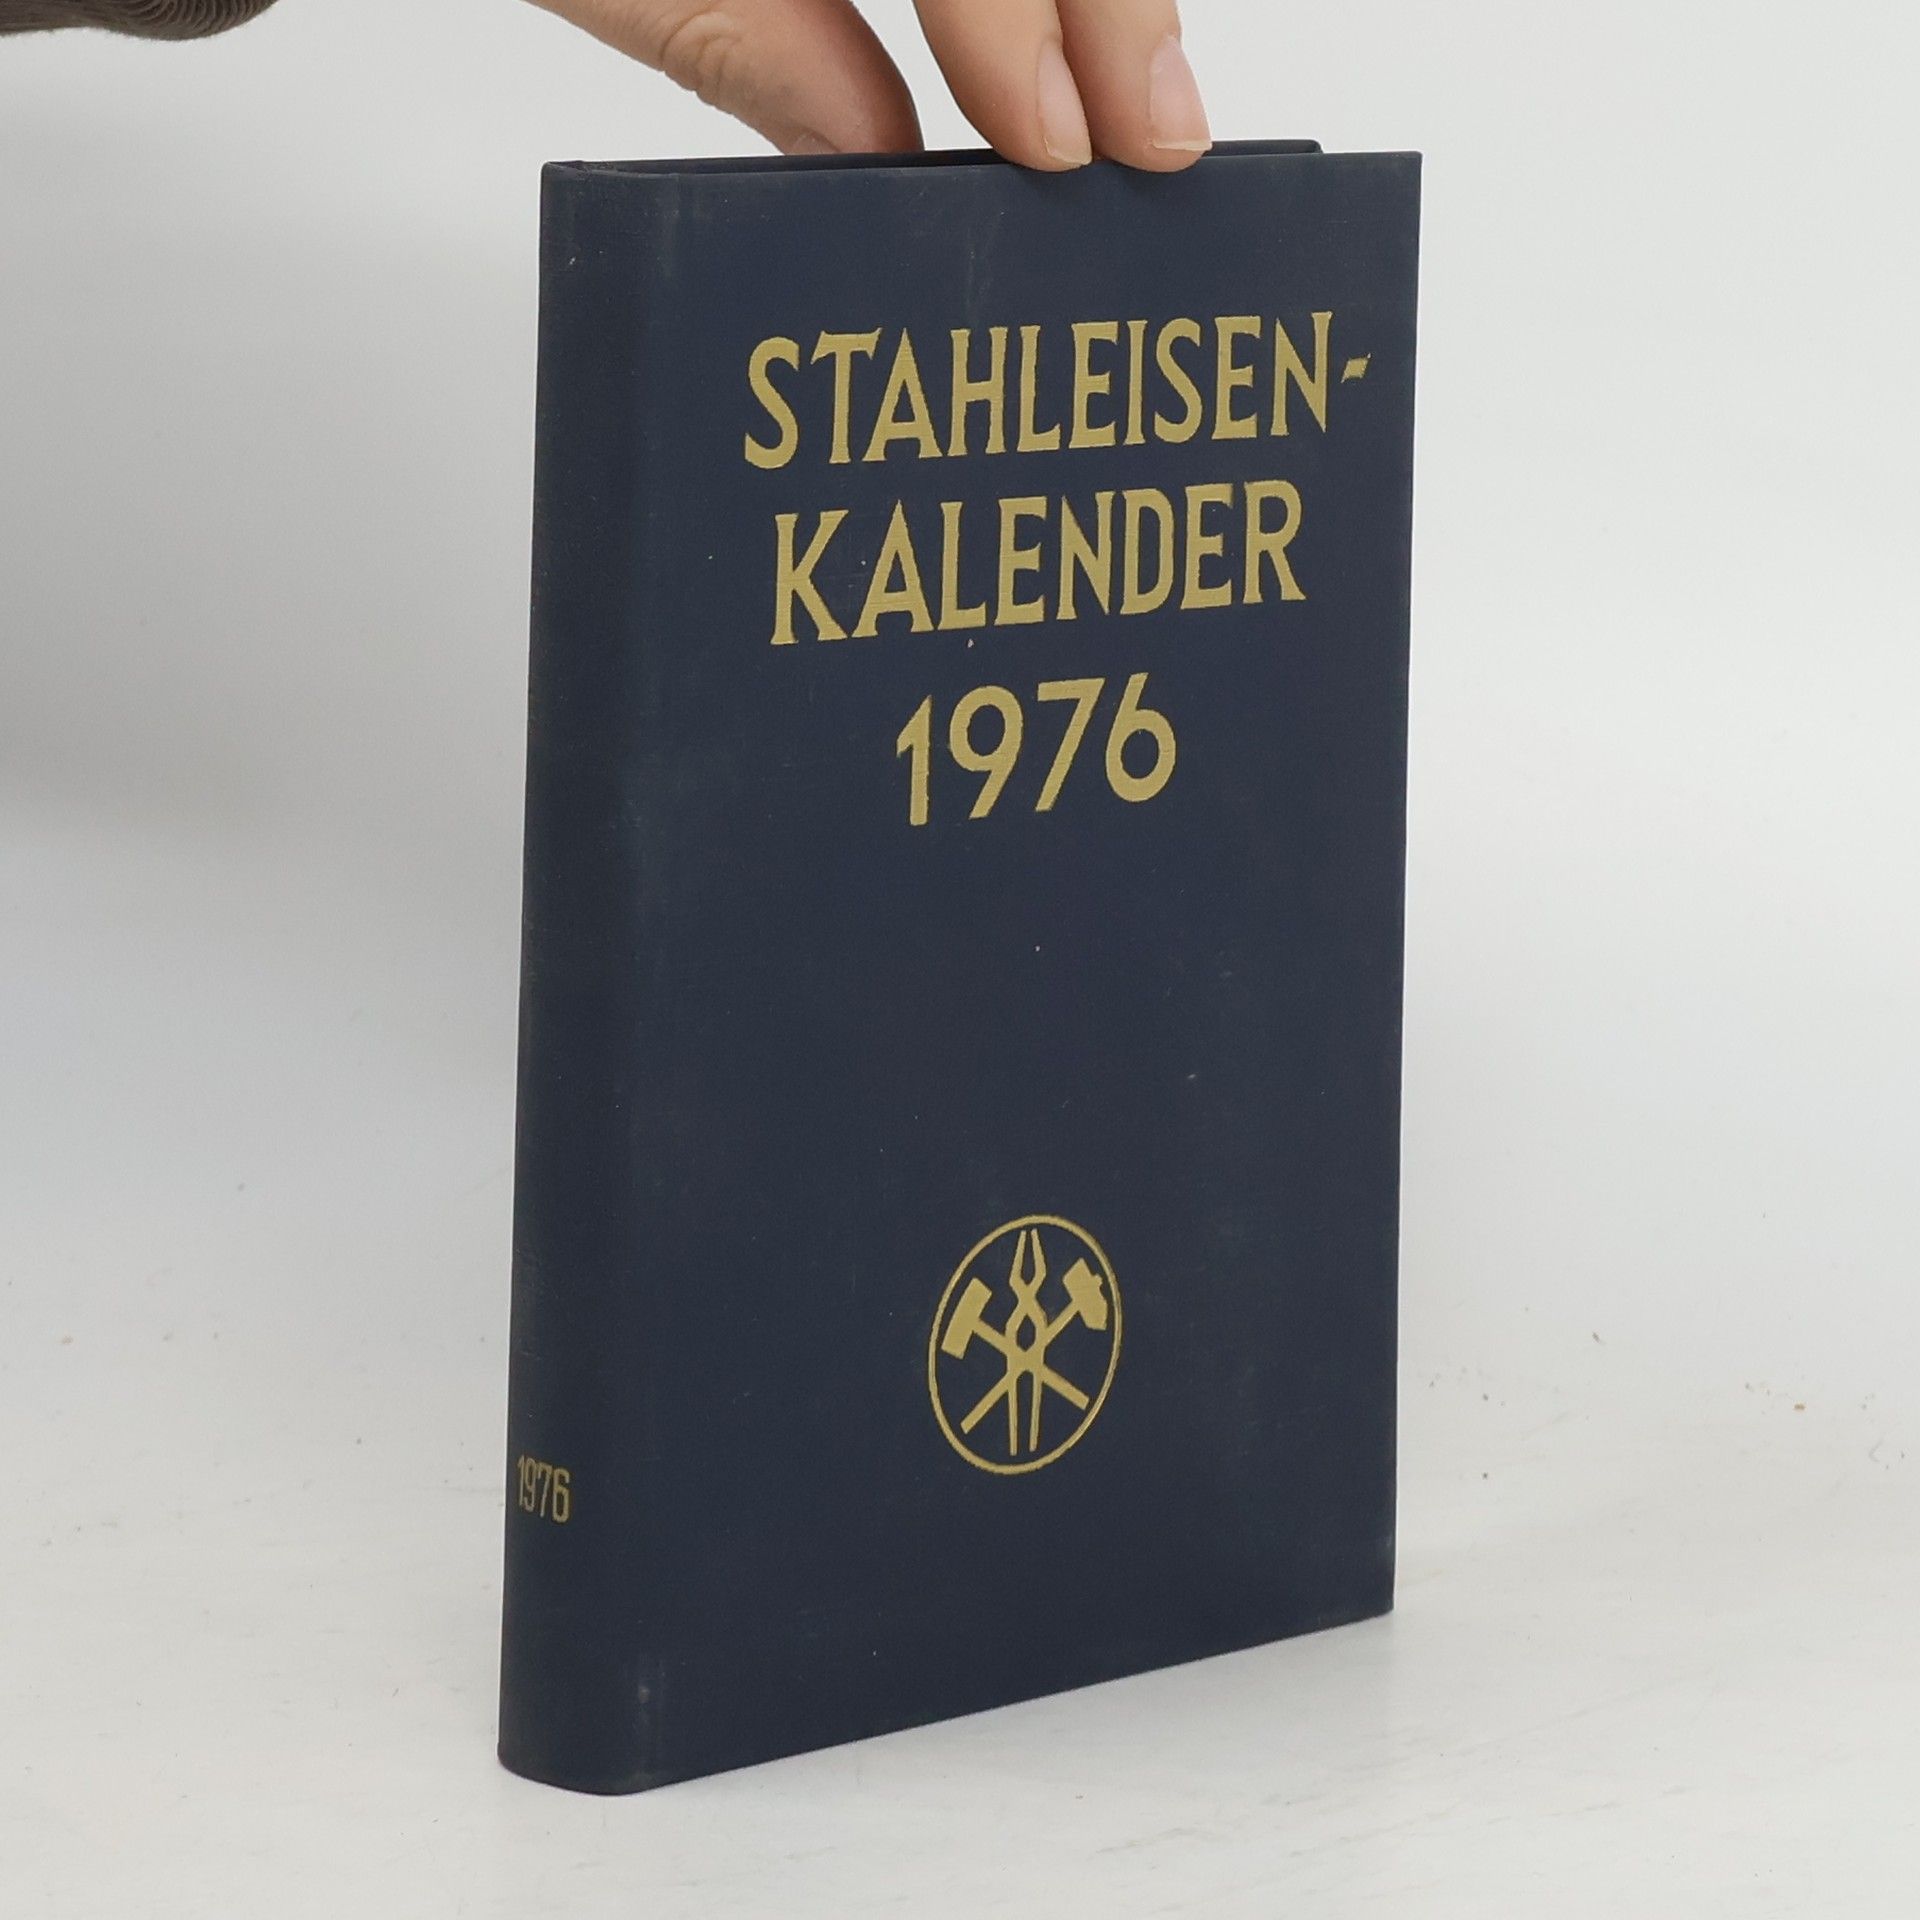 STAHLEISEN-
KALENDER
1976
1976